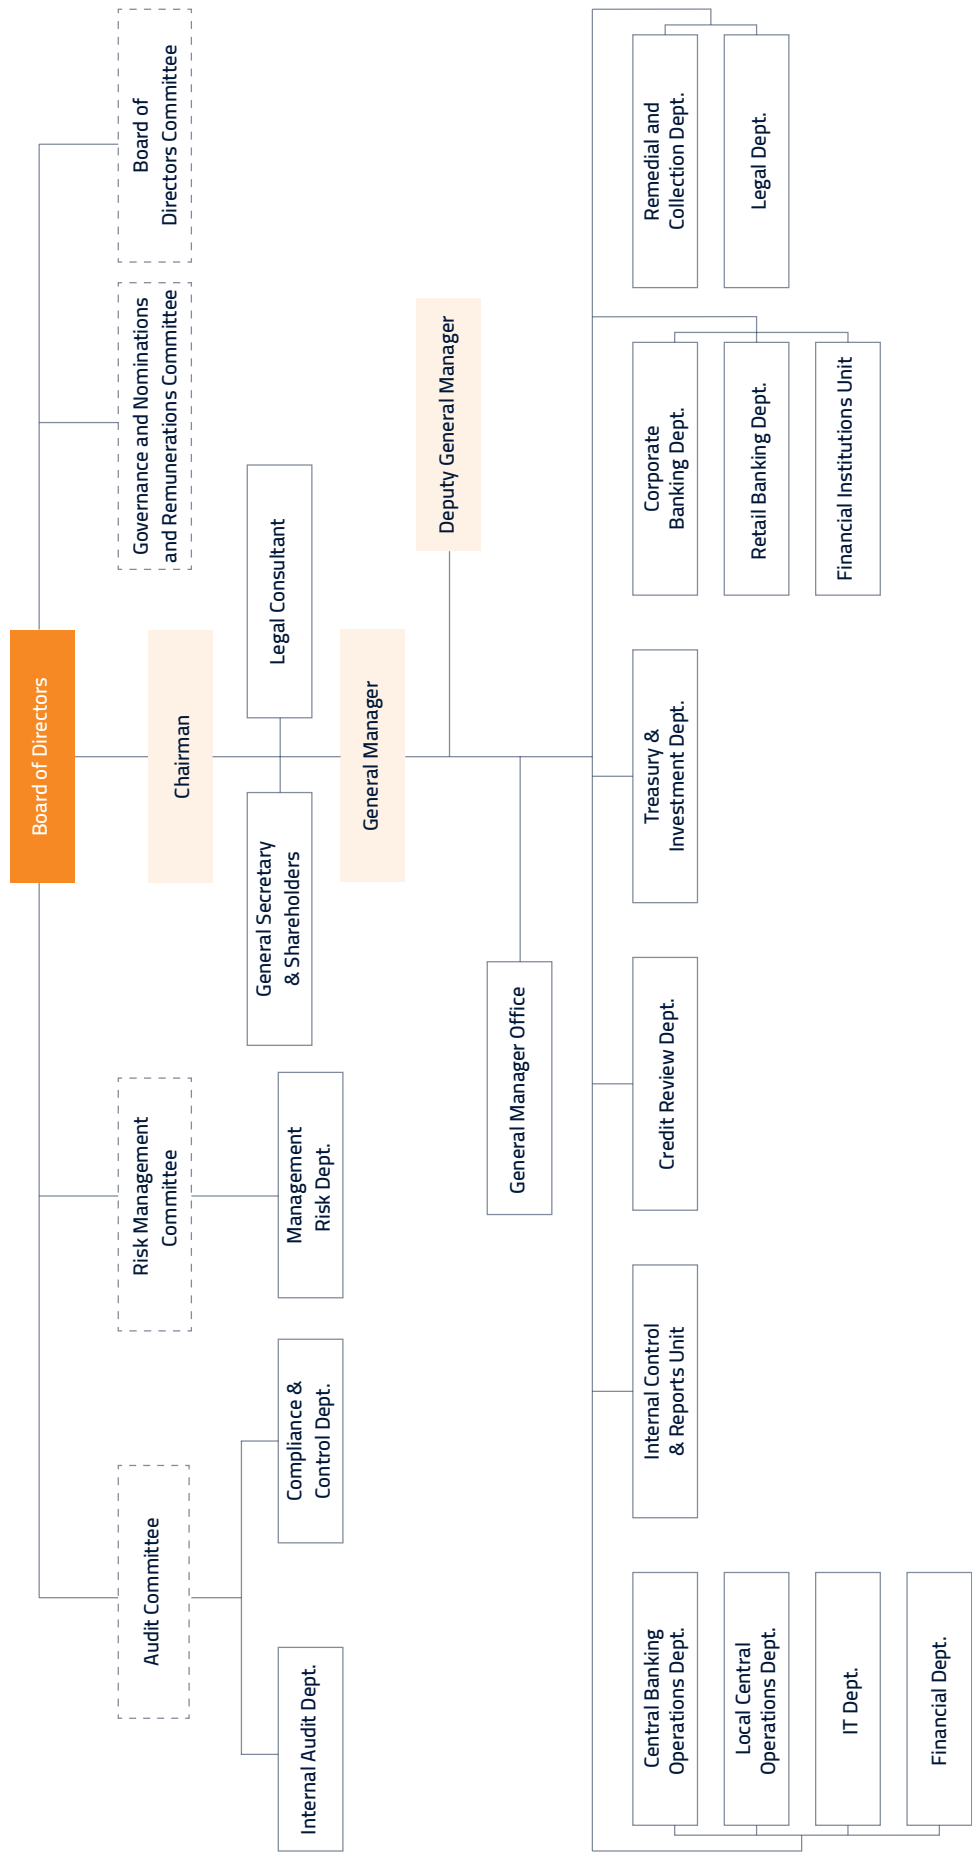 Board of Directors
Audit Committee
Risk Management
Committee
Governance and Nominations
and Remunerations Committee
Board of
Directors Committee
Chairman
Internal Audit Dept.
Compliance &
Control Dept.
Management
Risk Dept.
General Secretary
& Shareholders
Legal Consultant
General Manager
Deputy General Manager
General Manager Office
Central Banking
Operations Dept.
Local Central
Operations Dept.
IT Dept.
Financial Dept.
Internal Control
& Reports Unit
Credit Review Dept.
Treasury &
Investment Dept.
Corporate
Banking Dept.
Retail Banking Dept.
Financial Institutions Unit
Remedial and
Collection Dept.
Legal Dept.